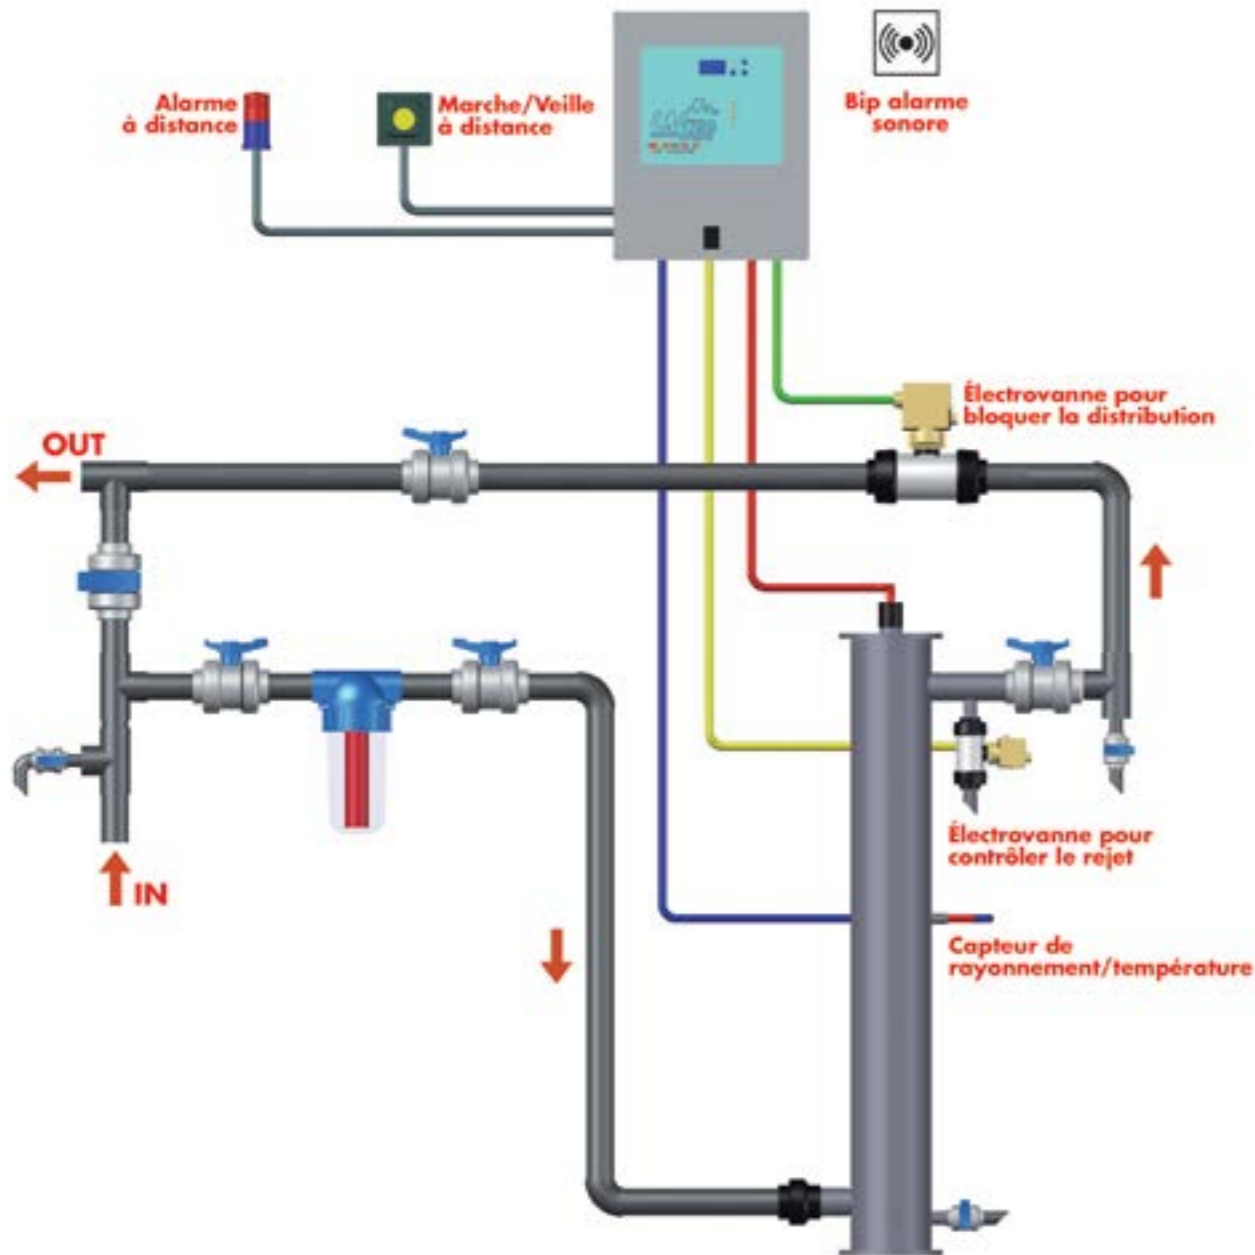 Alarme
à distance
Marche/Veille
à distance
Bip alarme
sonore
Électrovanne pour
bloquer la distribution
OUT
Électrovanne pour
contrôler le rejet
IN
Capteur de
rayonnement/température